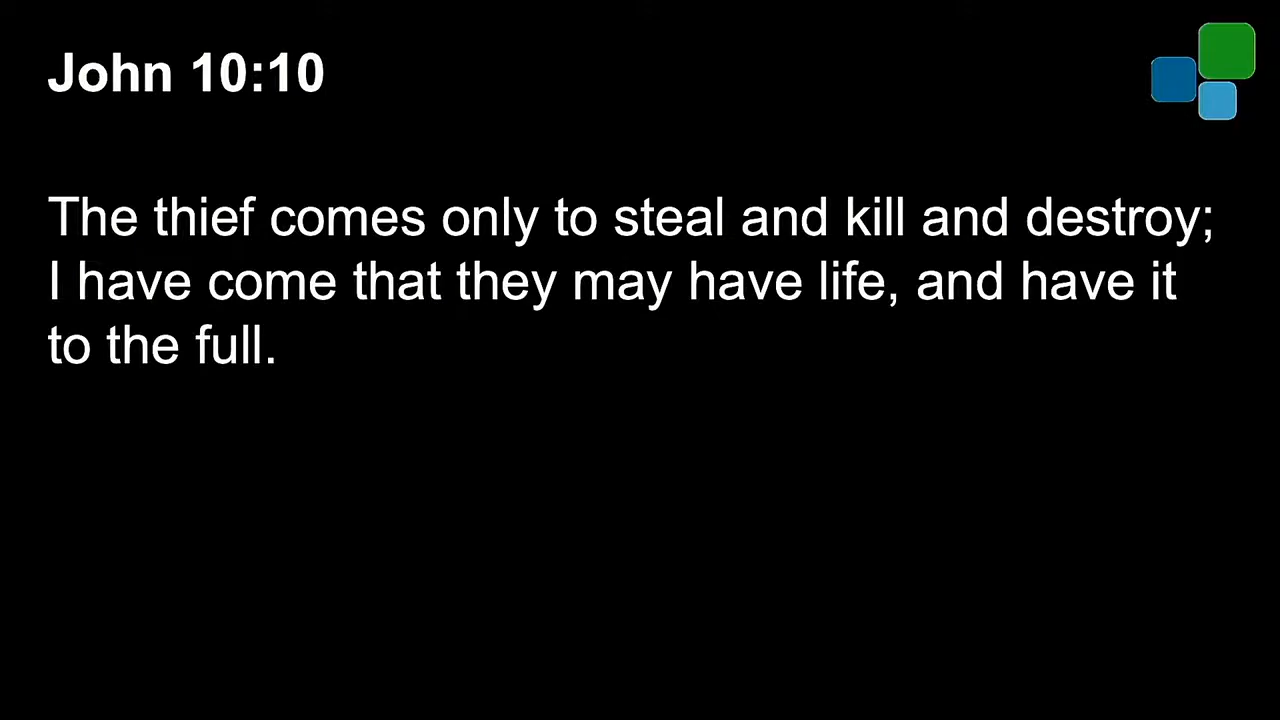 John 10:10
The thief comes only to steal and kill and destroy;
I have come that they may have life, and have it
to the full.